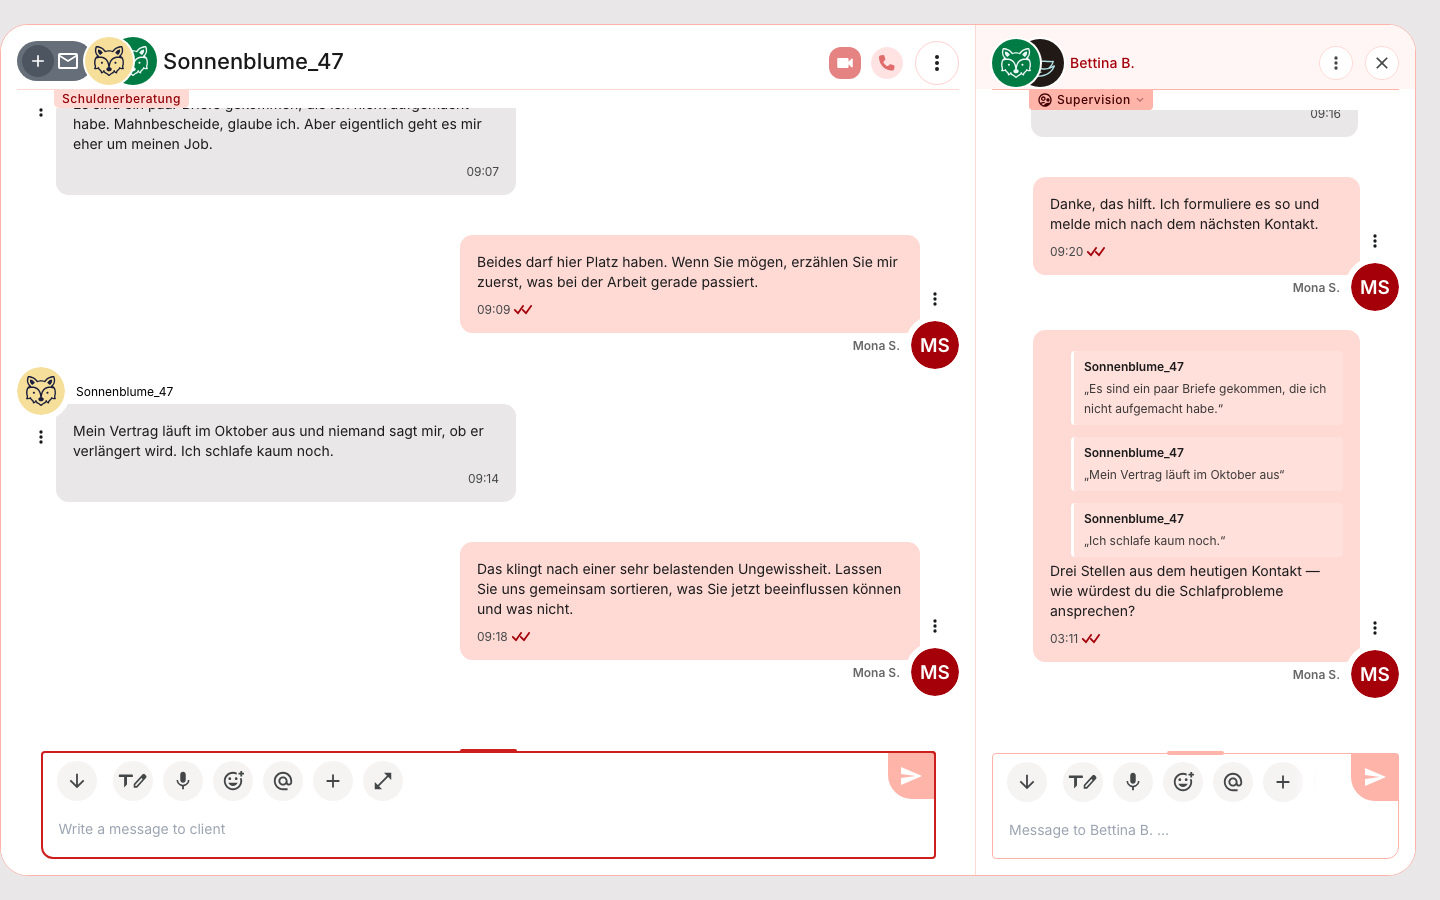 Sonnenblume_47
Schuldnerberatung
habe. Mahnbescheide, glaube ich. Aber eigentlich geht es mir
eher um meinen Job.
09:07
Beides darf hier Platz haben. Wenn Sie mögen, erzählen Sie mir
zuerst, was bei der Arbeit gerade passiert.
09:09
Mona S.
MS
Sonnenblume_47
Mein Vertrag läuft im Oktober aus und niemand sagt mir, ob er
verlängert wird. Ich schlafe kaum noch.
09:14
Das klingt nach einer sehr belastenden Ungewissheit. Lassen
Sie uns gemeinsam sortieren, was Sie jetzt beeinflussen können
und was nicht.
09:18
Mona S.
MS
Write a message to client
Bettina B.
Supervision
09:16
Danke, das hilft. Ich formuliere es so und
melde mich nach dem nächsten Kontakt.
09:20
Mona S.
MS
Sonnenblume_47
„Es sind ein paar Briefe gekommen, die ich
nicht aufgemacht habe.“
Sonnenblume_47
„Mein Vertrag läuft im Oktober aus“
Sonnenblume_47
„Ich schlafe kaum noch.“
Drei Stellen aus dem heutigen Kontakt —
wie würdest du die Schlafprobleme
ansprechen?
03:11
Mona S.
MS
Message to Bettina B. ...